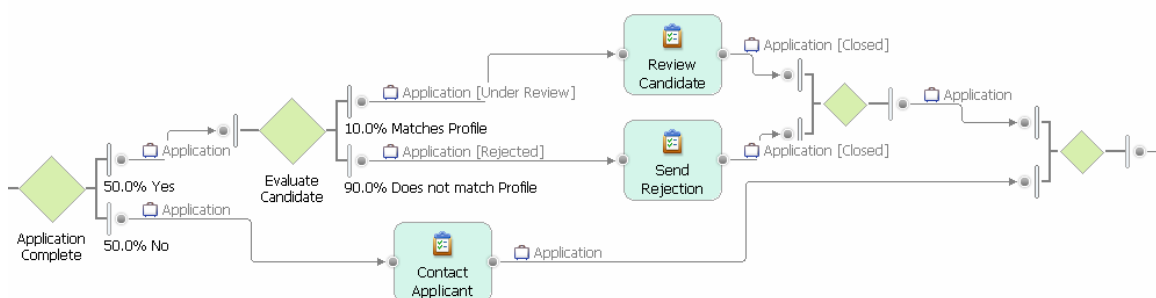 Application [Closed]
Review
Candidate
Application [Under Review]
Application
10.0% Matches Profile
Application
Application [Rejected]
Application [Closed]
Evaluate
Candidate
50.0% Yes
90.0% Does not match Profile
Send
Rejection
Application
Application
Complete
50.0% No
Application
Contact
Applicant